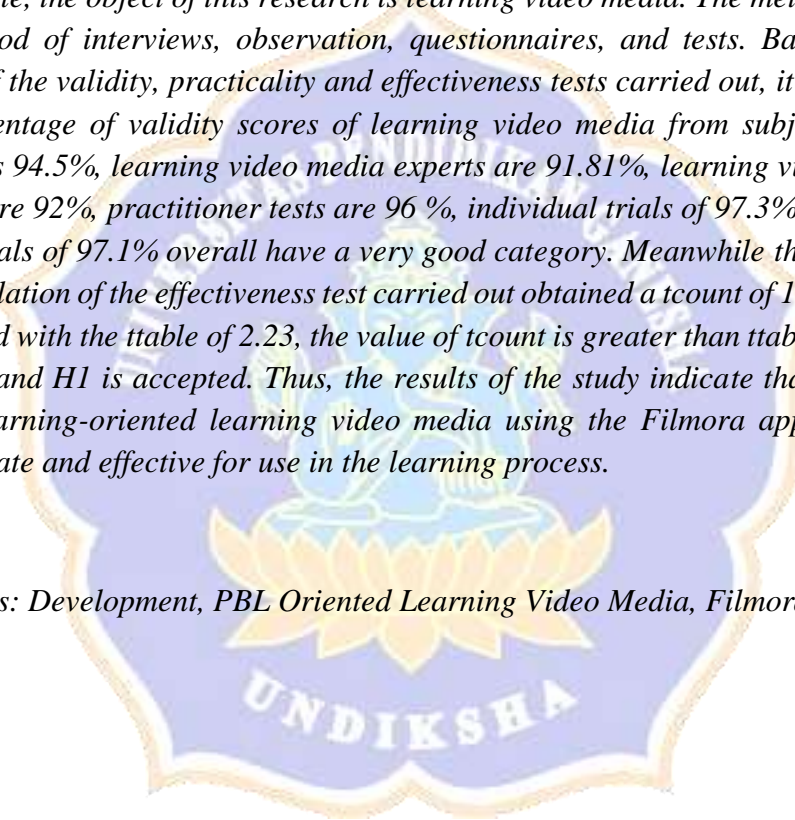 le, the object of this research is learning video media. The met
od of interviews, observation, questionnaires, and tests. Ba
f the validity, practicality and effectiveness tests carried out, it
entage of validity scores of learning video media from subj
s 94.5%, learning video media experts are 91.81%, learning vi
re 92%, practitioner tests are 96 %, individual trials of 97.3%
als of 97.1% overall have a very good category. Meanwhile th
lation of the effectiveness test carried out obtained a tcount of 1
d with the ttable of 2.23, the value of tcount is greater than ttab
and H1 is accepted. Thus, the results of the study indicate tha
arning-oriented learning video media using the Filmora app
ate and effective for use in the learning process.
s: Development, PBL Oriented Learning Video Media, Filmor
UNIVERSITAS PENDIDIKAN GANESHA
UNDIKSHA